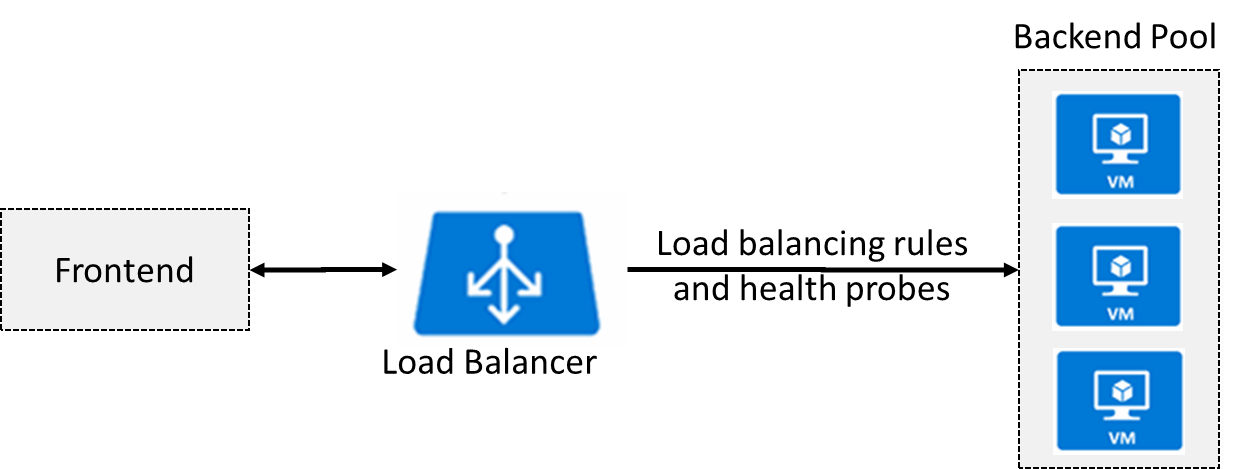 Backend Pool
VM
Frontend
Load balancing rules
and health probes
VM
Load Balancer
VM